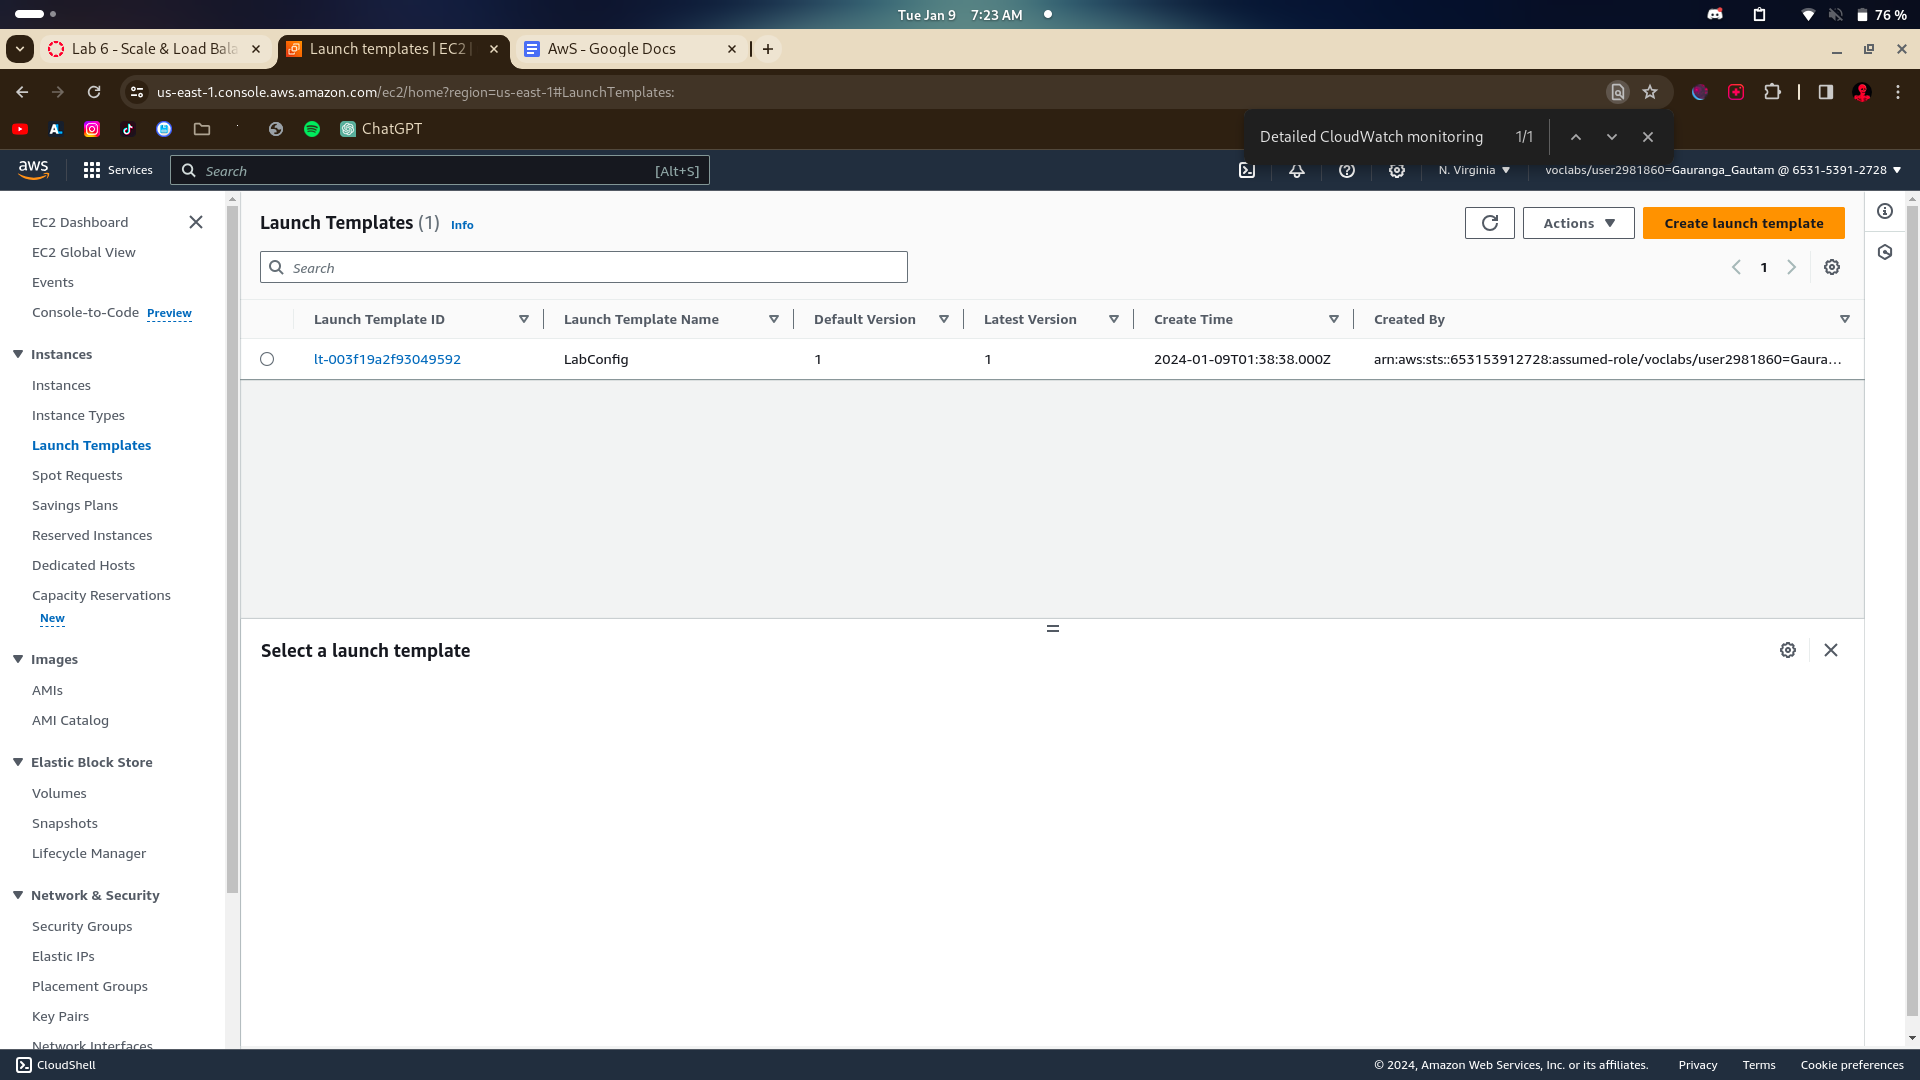 Tue Jan 9 7:23 AM
76 %
Lab 6 - Scale & Load Bala
Launch templates | EC2 |
AwS - Google Docs
us-east-1.console.aws.amazon.com/ec2/home?region=us-east-1#LaunchTemplates:
ChatGPT
Detailed CloudWatch monitoring 1/1
aws
Services
Search [Alt+S]
N. Virginia
voclabs/user2981860=Gauranga_Gautam @ 6531-5391-2728
EC2 Dashboard
EC2 Global View
Events
Console-to-Code Preview
Instances
Instances
Instance Types
Launch Templates
Spot Requests
Savings Plans
Reserved Instances
Dedicated Hosts
Capacity Reservations
New
Images
AMIs
AMI Catalog
Elastic Block Store
Volumes
Snapshots
Lifecycle Manager
Network & Security
Security Groups
Elastic IPs
Placement Groups
Key Pairs
Network Interfaces
Launch Templates (1) Info
Actions
Create launch template
Search
1
Launch Template ID Launch Template Name Default Version Latest Version Create Time Created By
lt-003f19a2f93049592 LabConfig 1 1 2024-01-09T01:38:38.000Z arn:aws:sts::653153912728:assumed-role/voclabs/user2981860=Gaura...
Select a launch template
CloudShell
© 2024, Amazon Web Services, Inc. or its affiliates. Privacy Terms Cookie preferences